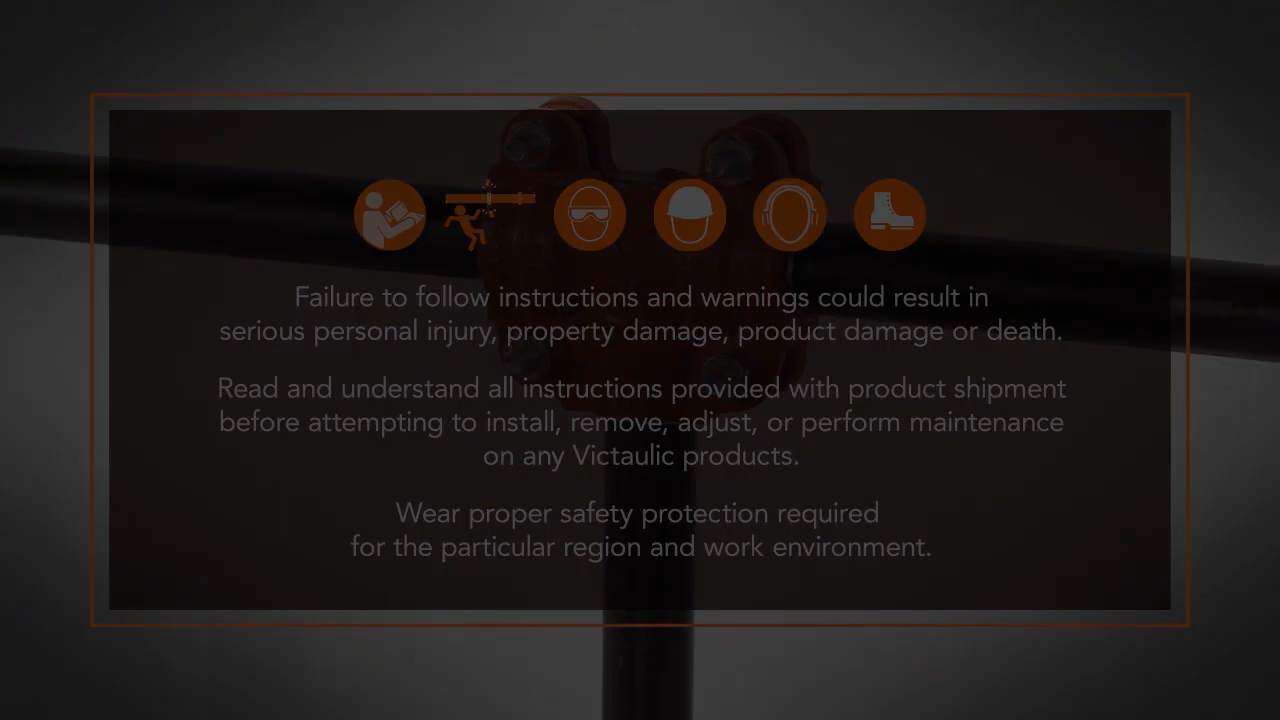 Failure to follow instructions and warnings could result in
serious personal injury, property damage, product damage or death.
Read and understand all instructions provided with product shipment
before attempting to install, remove, adjust, or perform maintenance
on any Victaulic products.
Wear proper safety protection required
for the particular region and work environment.